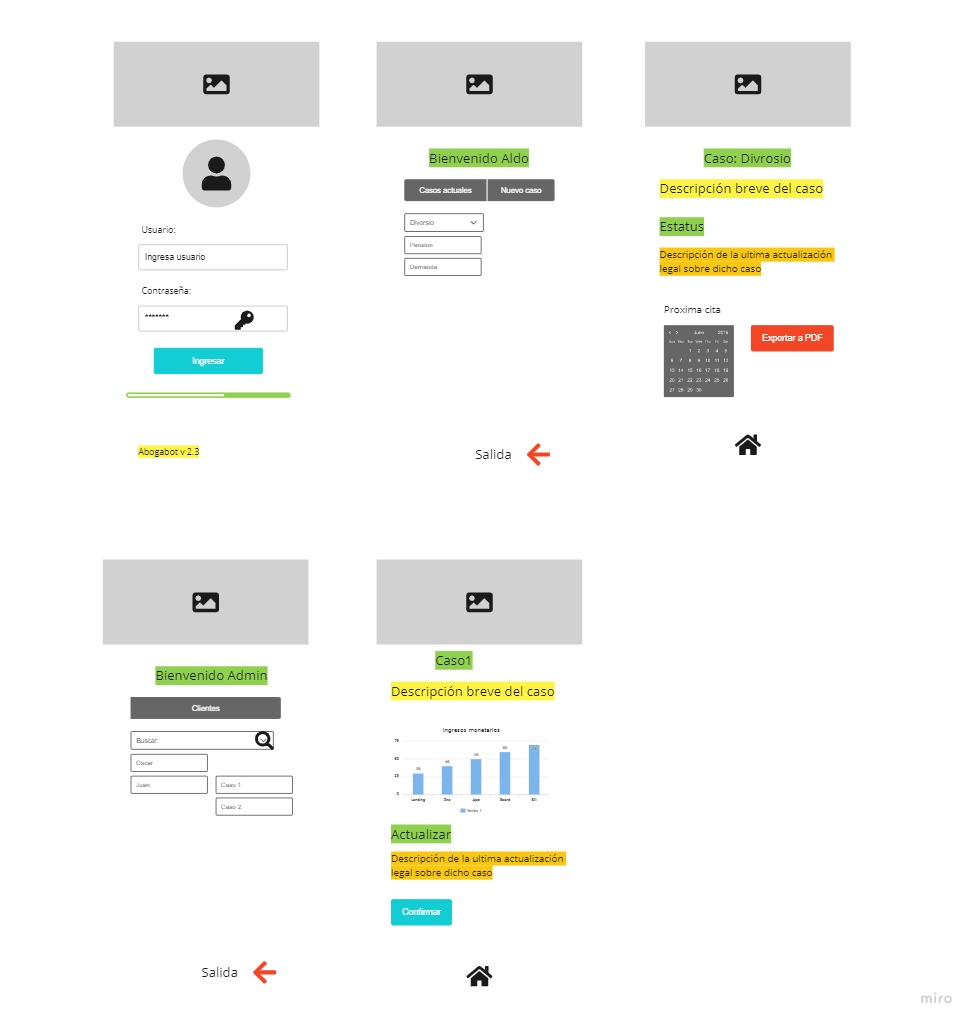 Usuario:
Ingresa usuario
Contraseña:
*******
Ingresar
Abogabot v 2.3
Bienvenido Aldo
Casos actuales
Nuevo caso
Divorsio
Pension
Demanda
Salida
Caso: Divrosio
Descripción breve del caso
Estatus
Descripción de la ultima actualización
legal sobre dicho caso
Proxima cita
< > Junio 2016
Sun Mon Tue Wed Thu Fri Sat
1 2 3 4 5
6 7 8 9 10 11 12
13 14 15 16 17 18 19
20 21 22 23 24 25 26
27 28 29 30
Exportar a PDF
Bienvenido Admin
Clientes
Buscar:
Oscar
Juan
Caso 1
Caso 2
Salida
Caso1
Descripción breve del caso
Ingresos monetarios
75
50
25
0
30
40
50
60
Landing
Doc
App
Board
Bill
Series 1
Actualizar
Descripción de la ultima actualización
legal sobre dicho caso
Confirmar
miro